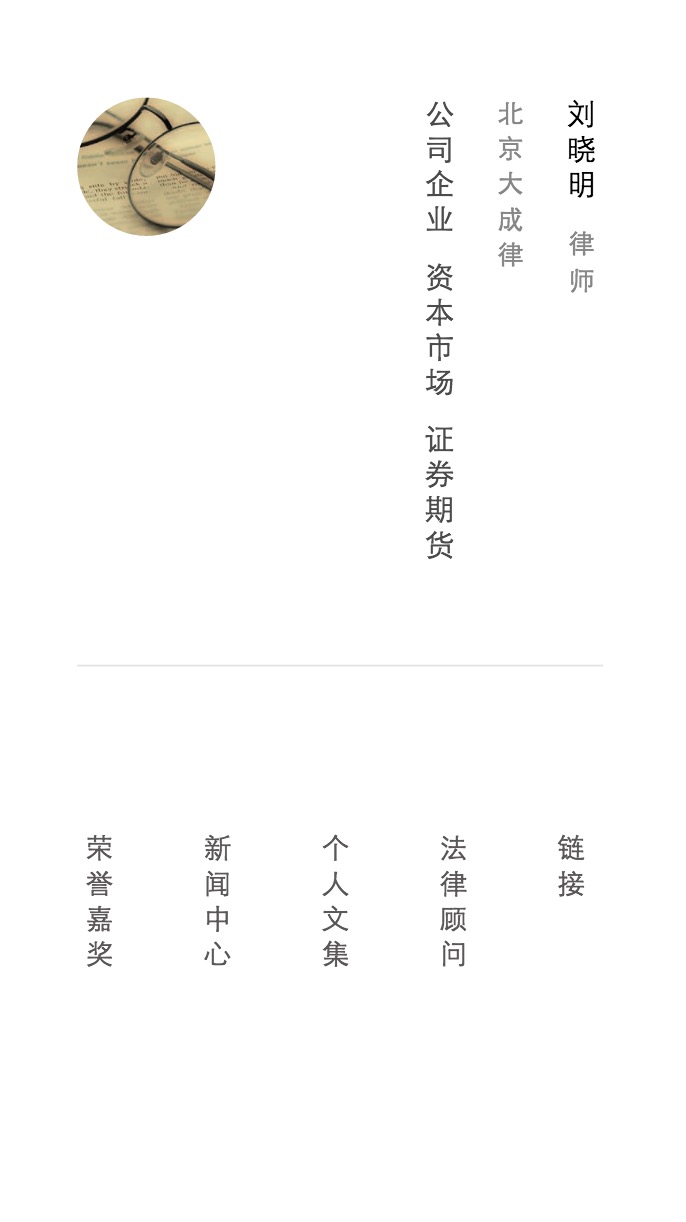 刘晓明 律师
北京大成律
公司企业 资本市场 证券期货
链接
法律顾问
个人文集
新闻中心
荣誉嘉奖